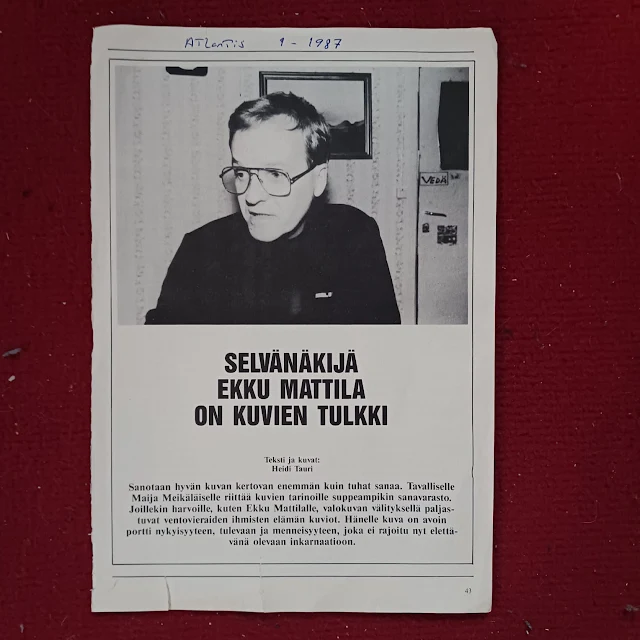 ATLANTIS 9 - 1987
VEDÄ
SELVÄNÄKIJÄ
EKKU MATTILA
ON KUVIEN TULKKI
Teksti ja kuvat:
Heidi Tauri
Sanotaan hyvän kuvan kertovan enemmän kuin tuhat sanaa. Tavalliselle
Maija Meikäläiselle riittää kuvien tarinoille suppeampikin sanavarasto.
Joillekin harvoille, kuten Ekku Mattilalle, valokuvan välityksellä paljas-
tuvat ventovieraiden ihmisten elämän kuviot. Hänelle kuva on avoin
portti nykyisyyteen, tulevaan ja menneisyyteen, joka ei rajoitu nyt elettä-
vänä olevaan inkarnaatioon.
43